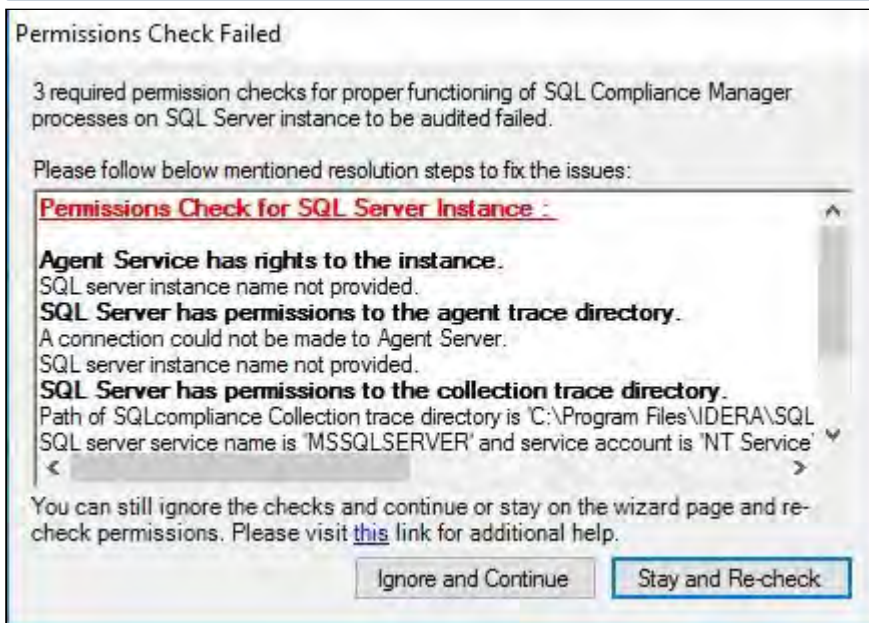 Permissions Check Failed
3 required permission checks for proper functioning of SQL Compliance Manager
processes on SQL Server instance to be audited failed.
Please follow below mentioned resolution steps to fix the issues:
Permissions Check for SQL Server Instance :
Agent Service has rights to the instance.
SQL server instance name not provided.
SQL Server has permissions to the agent trace directory.
A connection could not be made to Agent Server.
SQL server instance name not provided.
SQL Server has permissions to the collection trace directory.
Path of SQLcompliance Collection trace directory is 'C:\Program Files\IDERA\SQL
SQL server service name is 'MSSQLSERVER' and service account is 'NT Service'
You can still ignore the checks and continue or stay on the wizard page and re-
check permissions. Please visit this link for additional help.
Ignore and Continue
Stay and Re-check